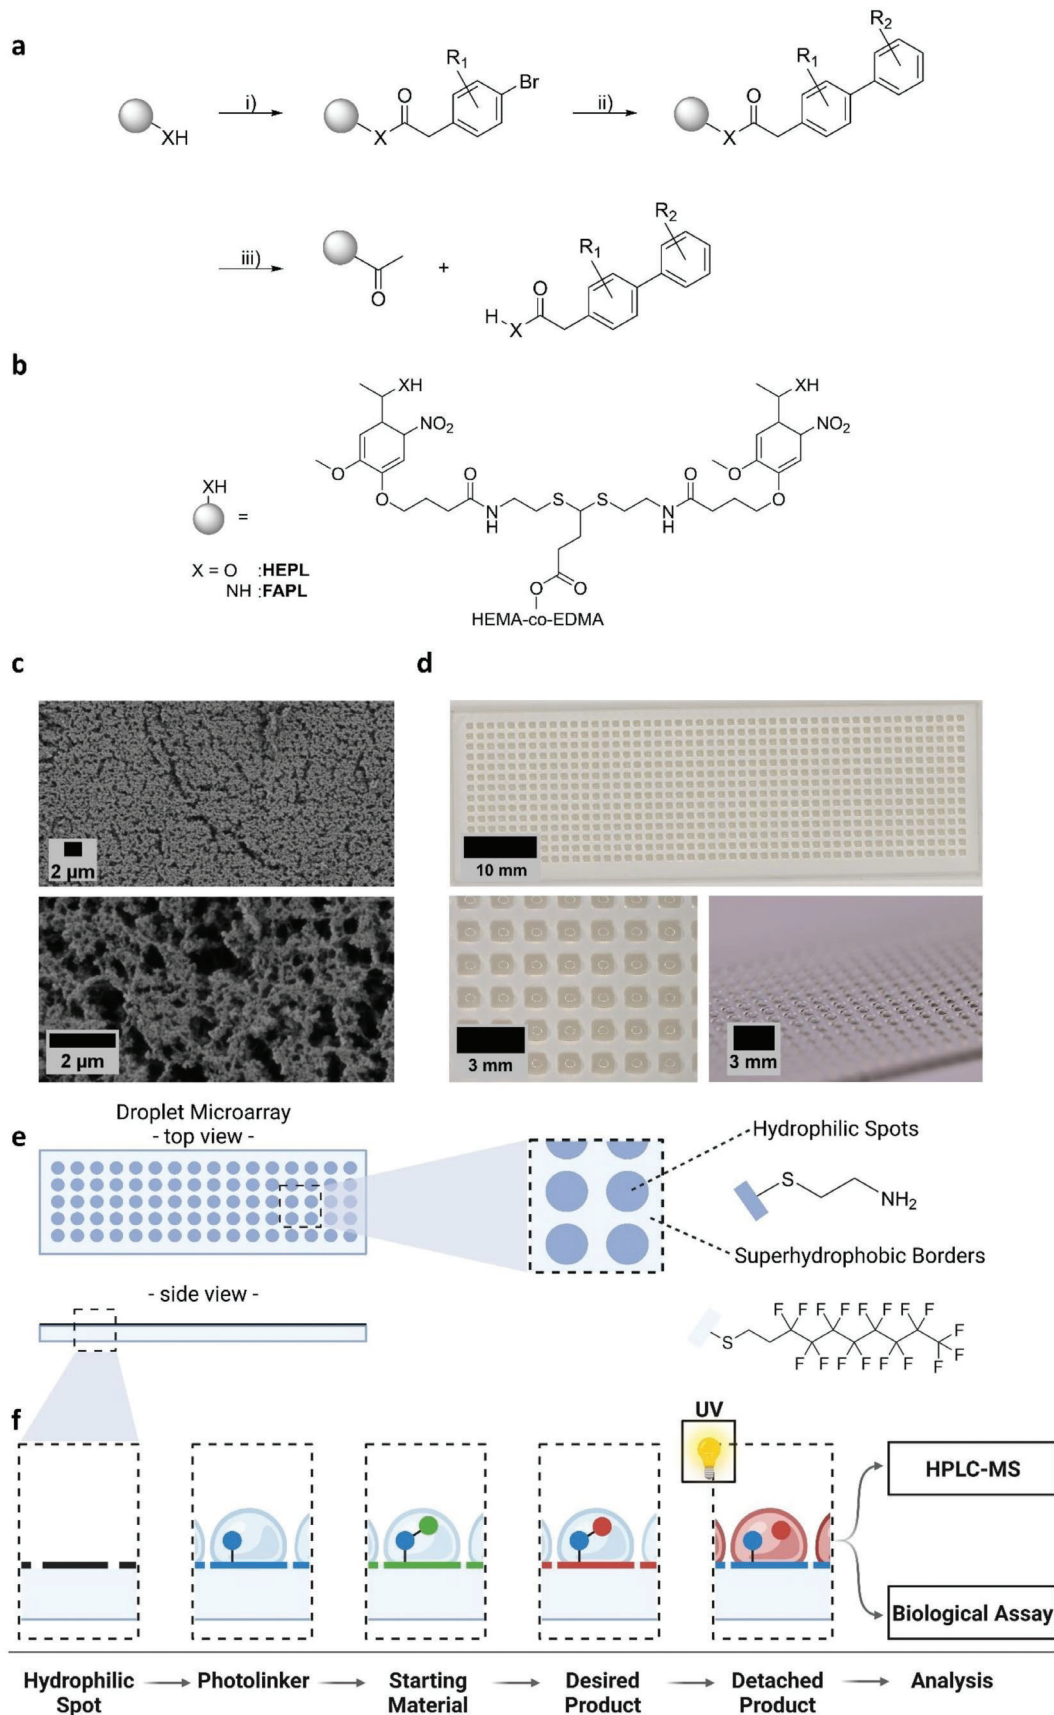 a
XH
i)
O
X
R1
Br
ii)
O
X
R1
R2
iii)
O
+
H
X
O
R1
R2
b
XH
NO2
O
O
O
N
H
S
S
N
H
O
O
O
NO2
XH
O
O
HEMA-co-EDMA
XH
=
X = O :HEPL
NH :FAPL
c
2 µm
2 µm
d
10 mm
3 mm
3 mm
e
Droplet Microarray
- top view -
- side view -
Hydrophilic Spots
S
NH2
Superhydrophobic Borders
S
F F F F F F F F
F F F F F F F F F
f
UV
HPLC-MS
Biological Assay
Hydrophilic
Spot
Photolinker
Starting
Material
Desired
Product
Detached
Product
Analysis